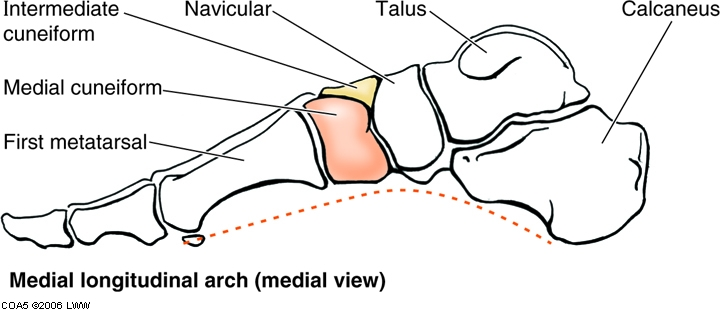 Intermediate
cuneiform
Navicular
Talus
Calcaneus
Medial cuneiform
First metatarsal
Medial longitudinal arch (medial view)
COA5 ©2006 LWW